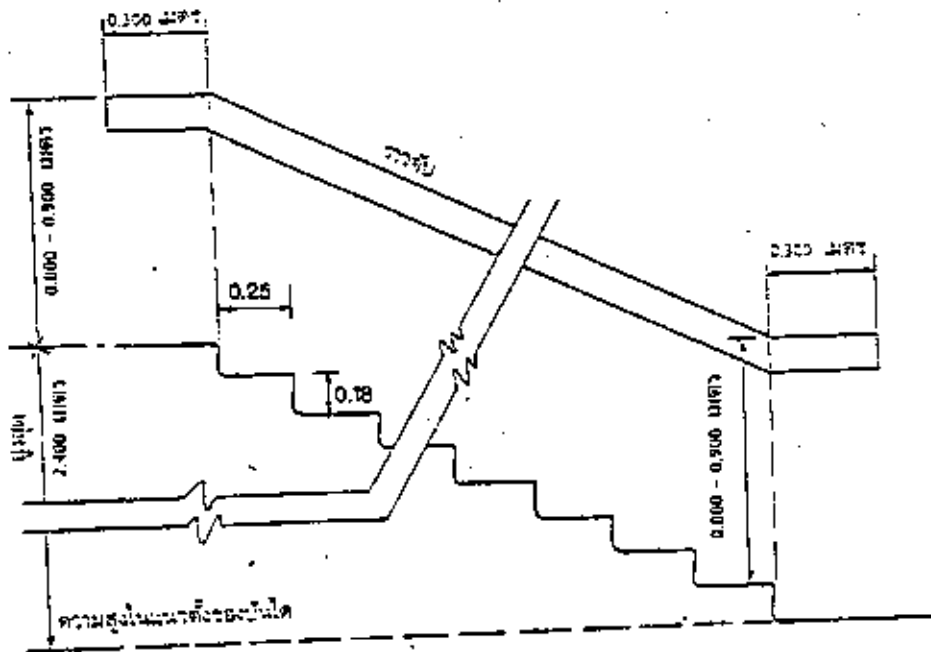 0.300 เมตร
ราวจับ
0.300 เมตร
0.25
0.18
0.800 - 0.900 เมตร
2.400 เมตร
0.800 - 0.900 เมตร
ความสูงในแนวดิ่งของบันได